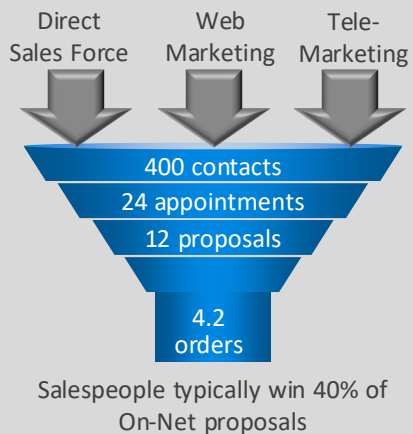 Direct
Sales Force
Web
Marketing
Tele-
Marketing
400 contacts
24 appointments
12 proposals
4.2
orders
Salespeople typically win 40% of
On-Net proposals